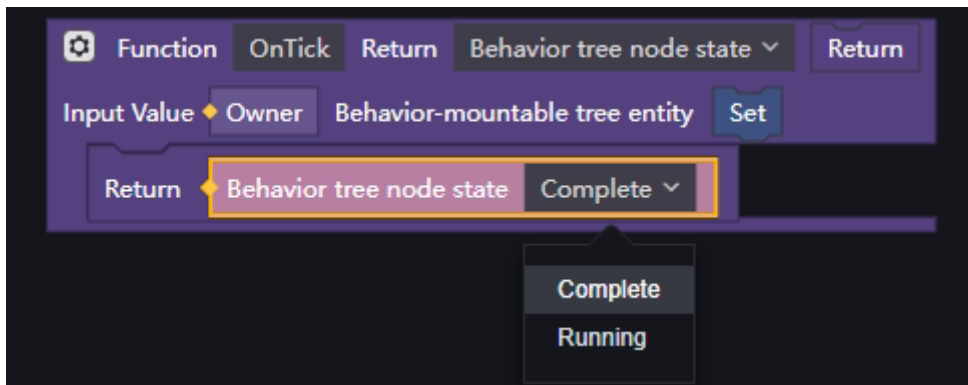 Function OnTick Return Behavior tree node state Return
Input Value Owner Behavior-mountable tree entity Set
Return Behavior tree node state Complete
Complete
Running